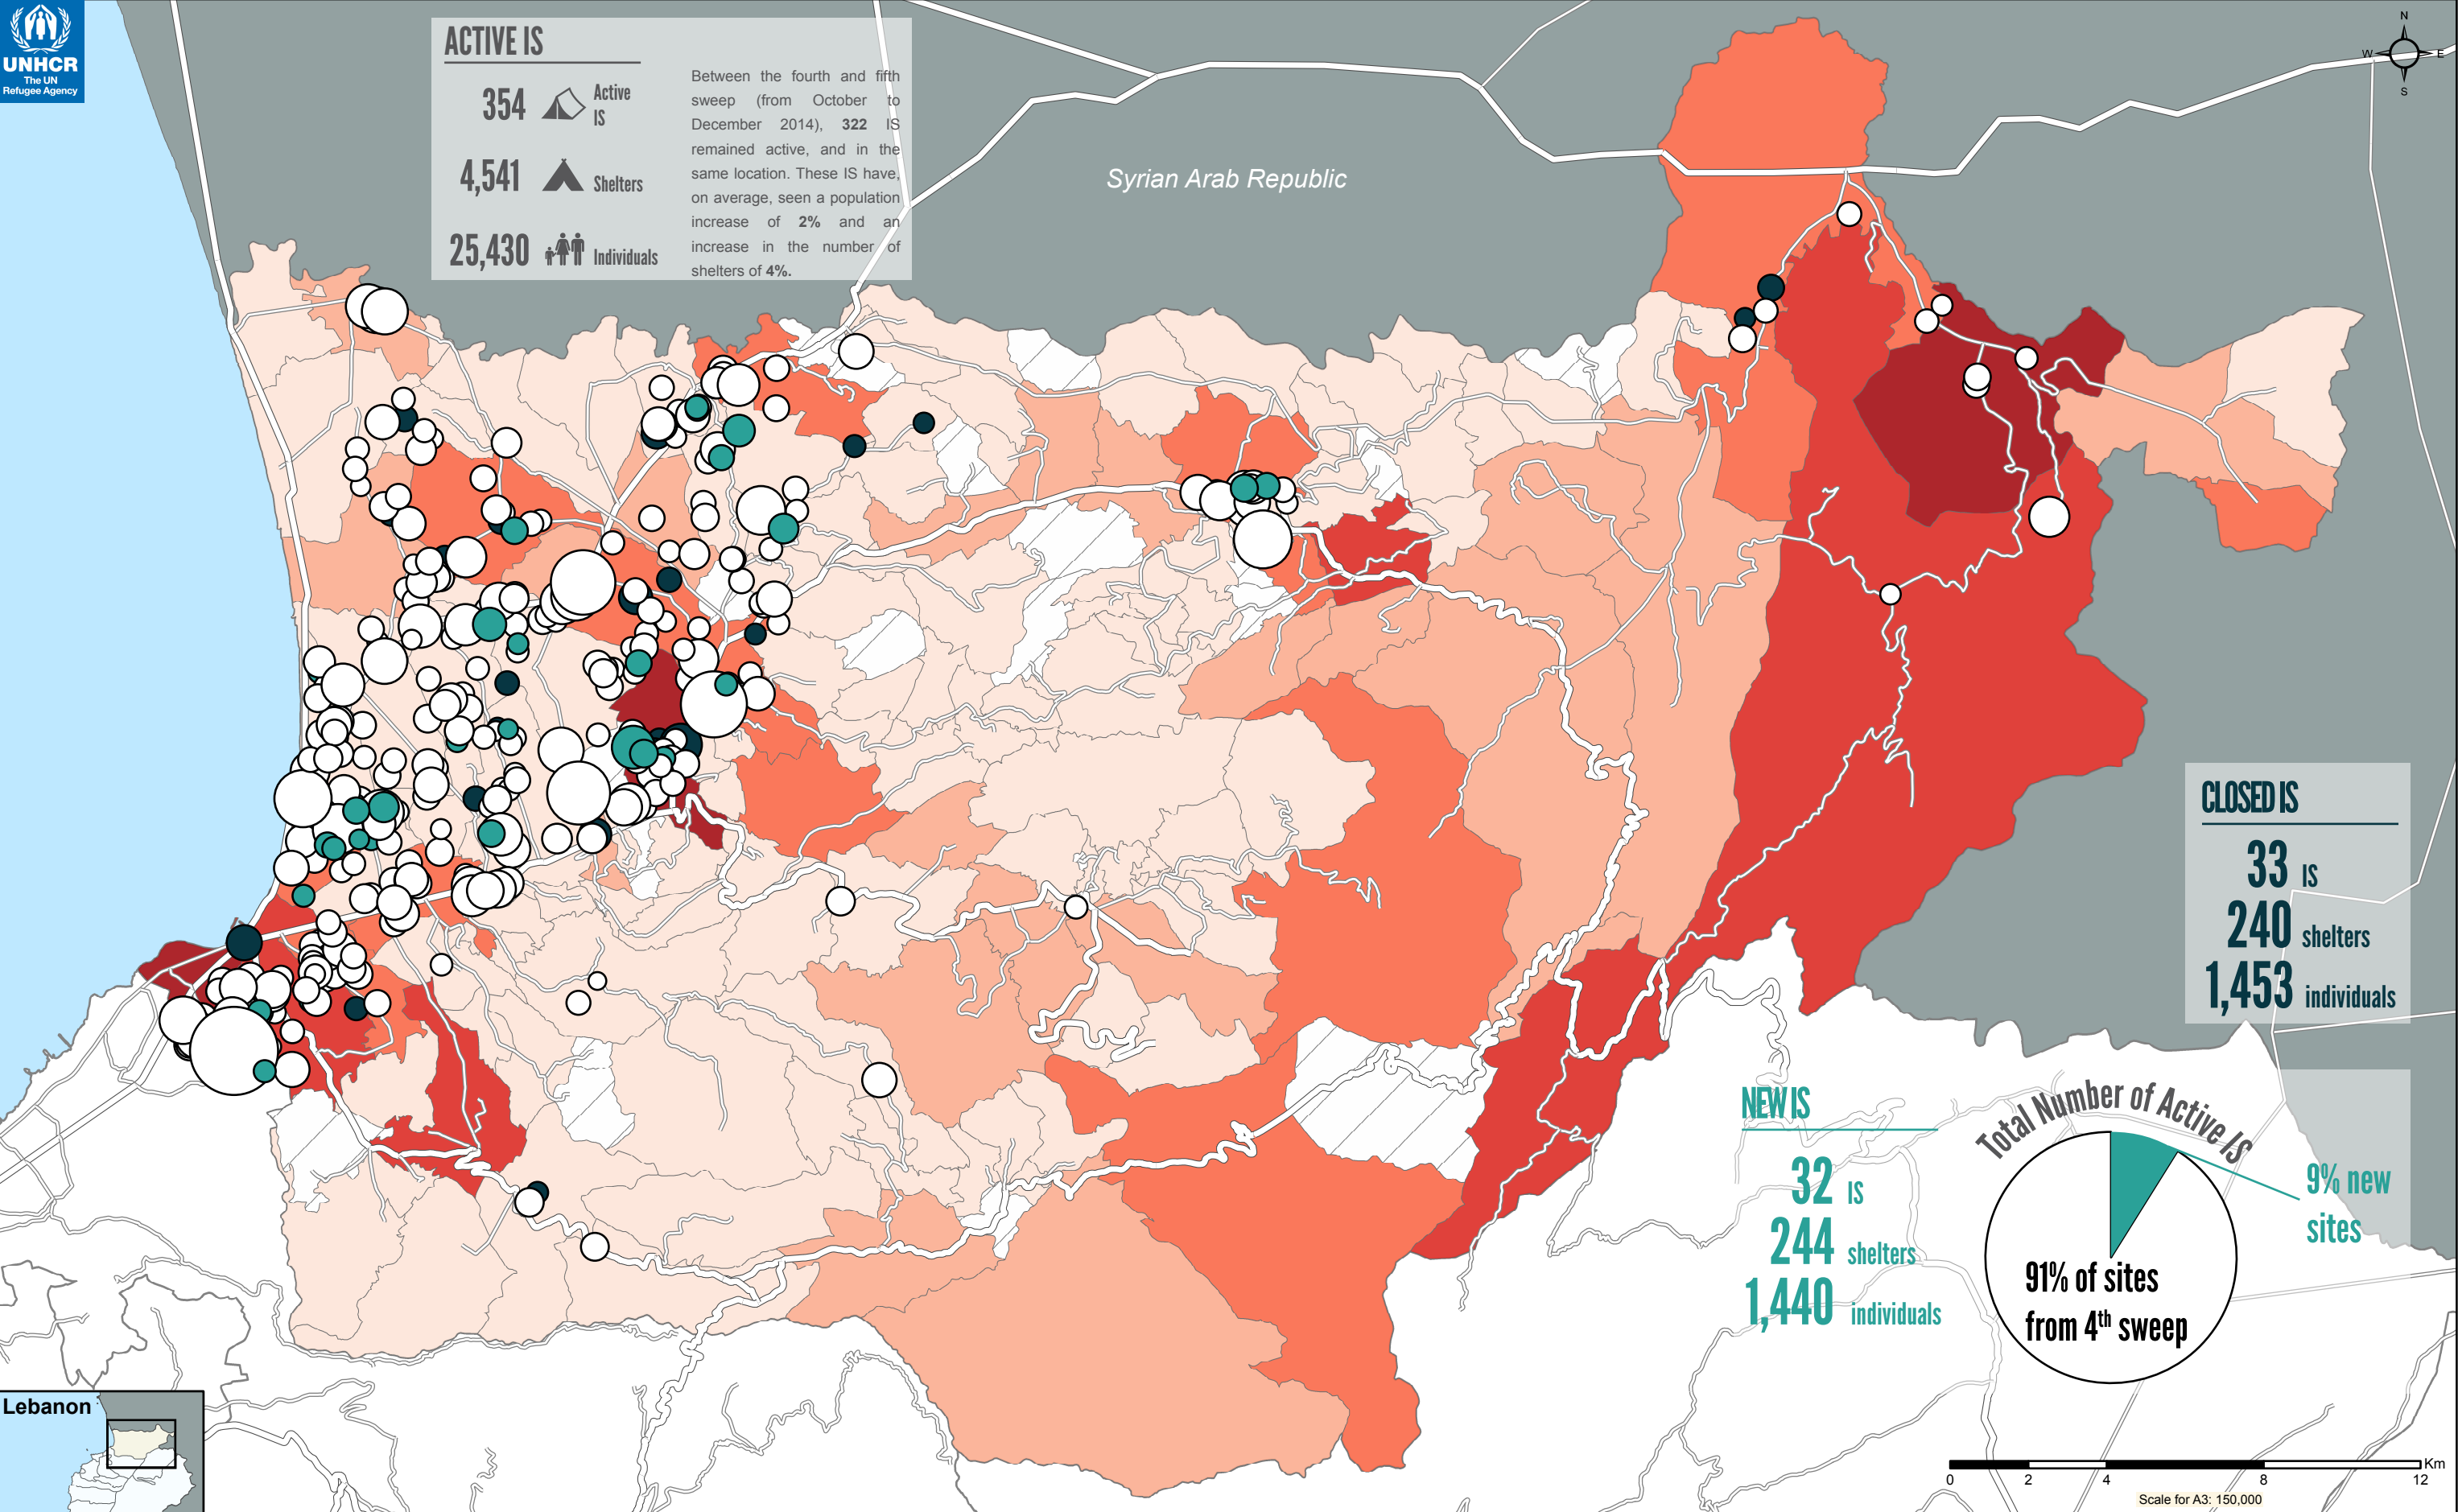 UNHCR
The UN
Refugee Agency
ACTIVE IS
354 Active
IS
4,541 Shelters
25,430 Individuals
Between the fourth and fifth
sweep (from October to
December 2014), 322 IS
remained active, and in the
same location. These IS have,
on average, seen a population
increase of 2% and an
increase in the number of
shelters of 4%.
Syrian Arab Republic
N
W E
S
CLOSED IS
33 IS
240 shelters
1,453 individuals
NEW IS
32 IS
244 shelters
1,440 individuals
Total Number of Active IS
9% new
sites
91% of sites
from 4th sweep
Lebanon
Km
0 2 4 8 12
Scale for A3: 150,000